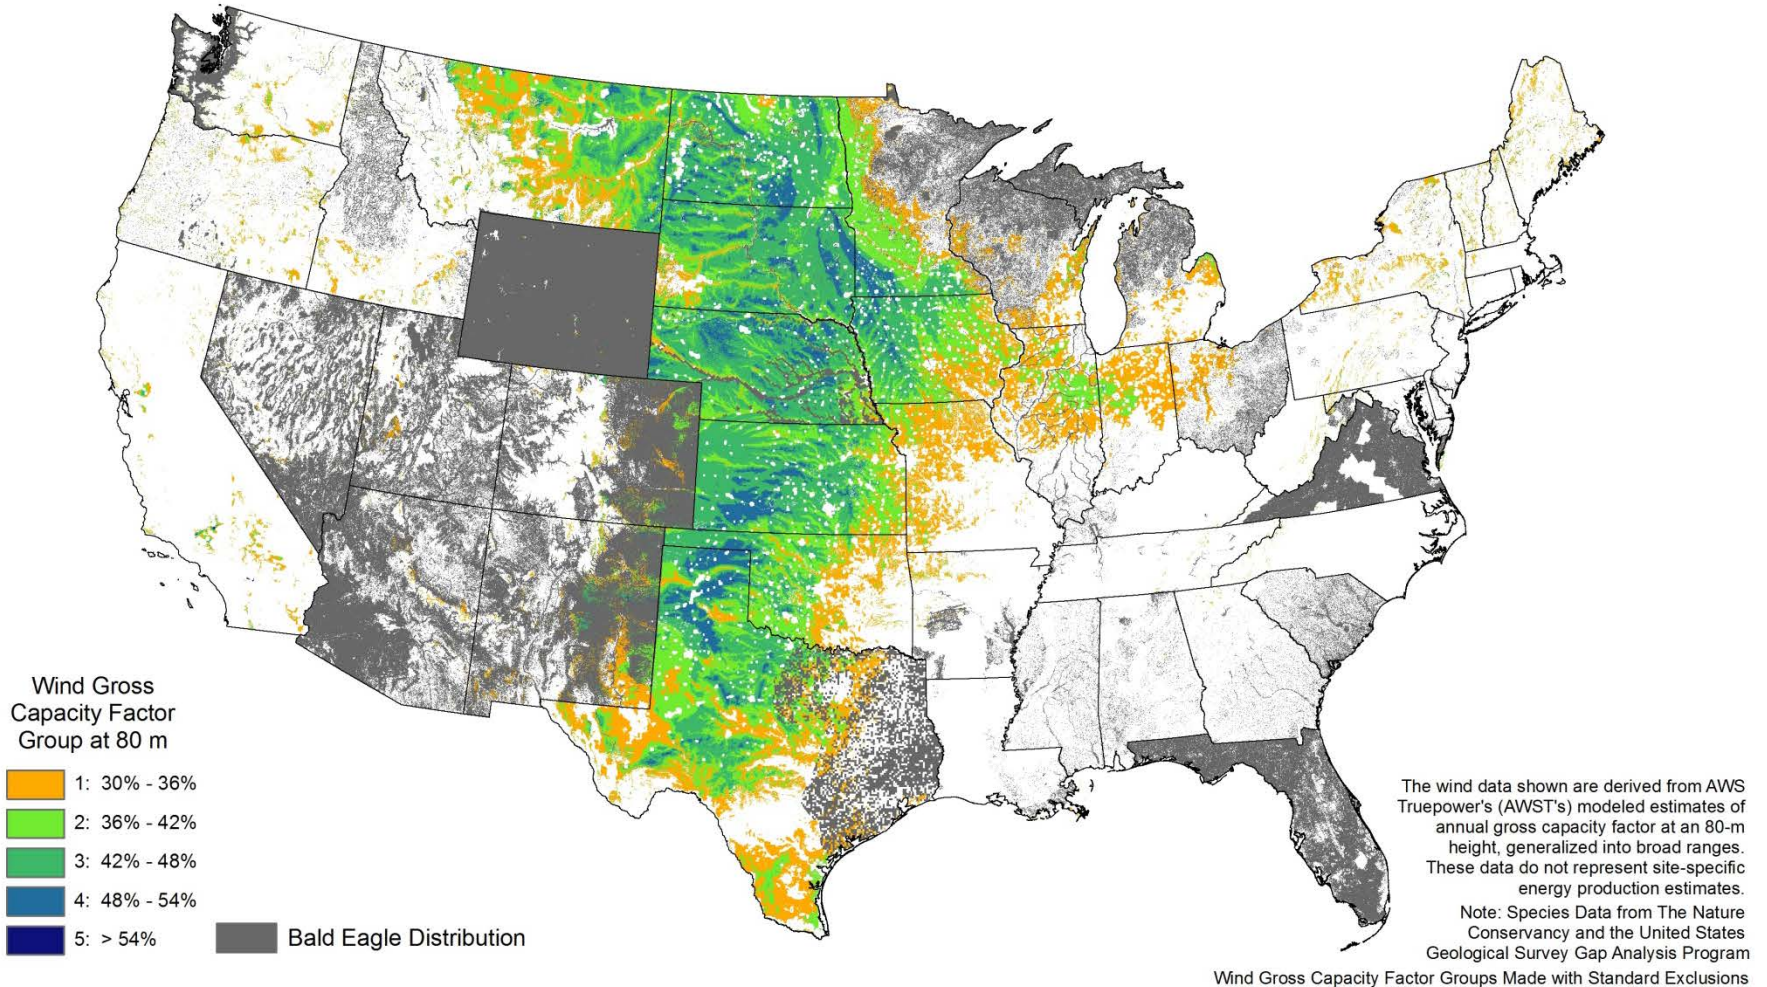 Wind Gross
Capacity Factor
Group at 80 m
1: 30% - 36%
2: 36% - 42%
3: 42% - 48%
4: 48% - 54%
5: > 54%
Bald Eagle Distribution
The wind data shown are derived from AWS
Truepower's (AWST's) modeled estimates of
annual gross capacity factor at an 80-m
height, generalized into broad ranges.
These data do not represent site-specific
energy production estimates.
Note: Species Data from The Nature
Conservancy and the United States
Geological Survey Gap Analysis Program
Wind Gross Capacity Factor Groups Made with Standard Exclusions